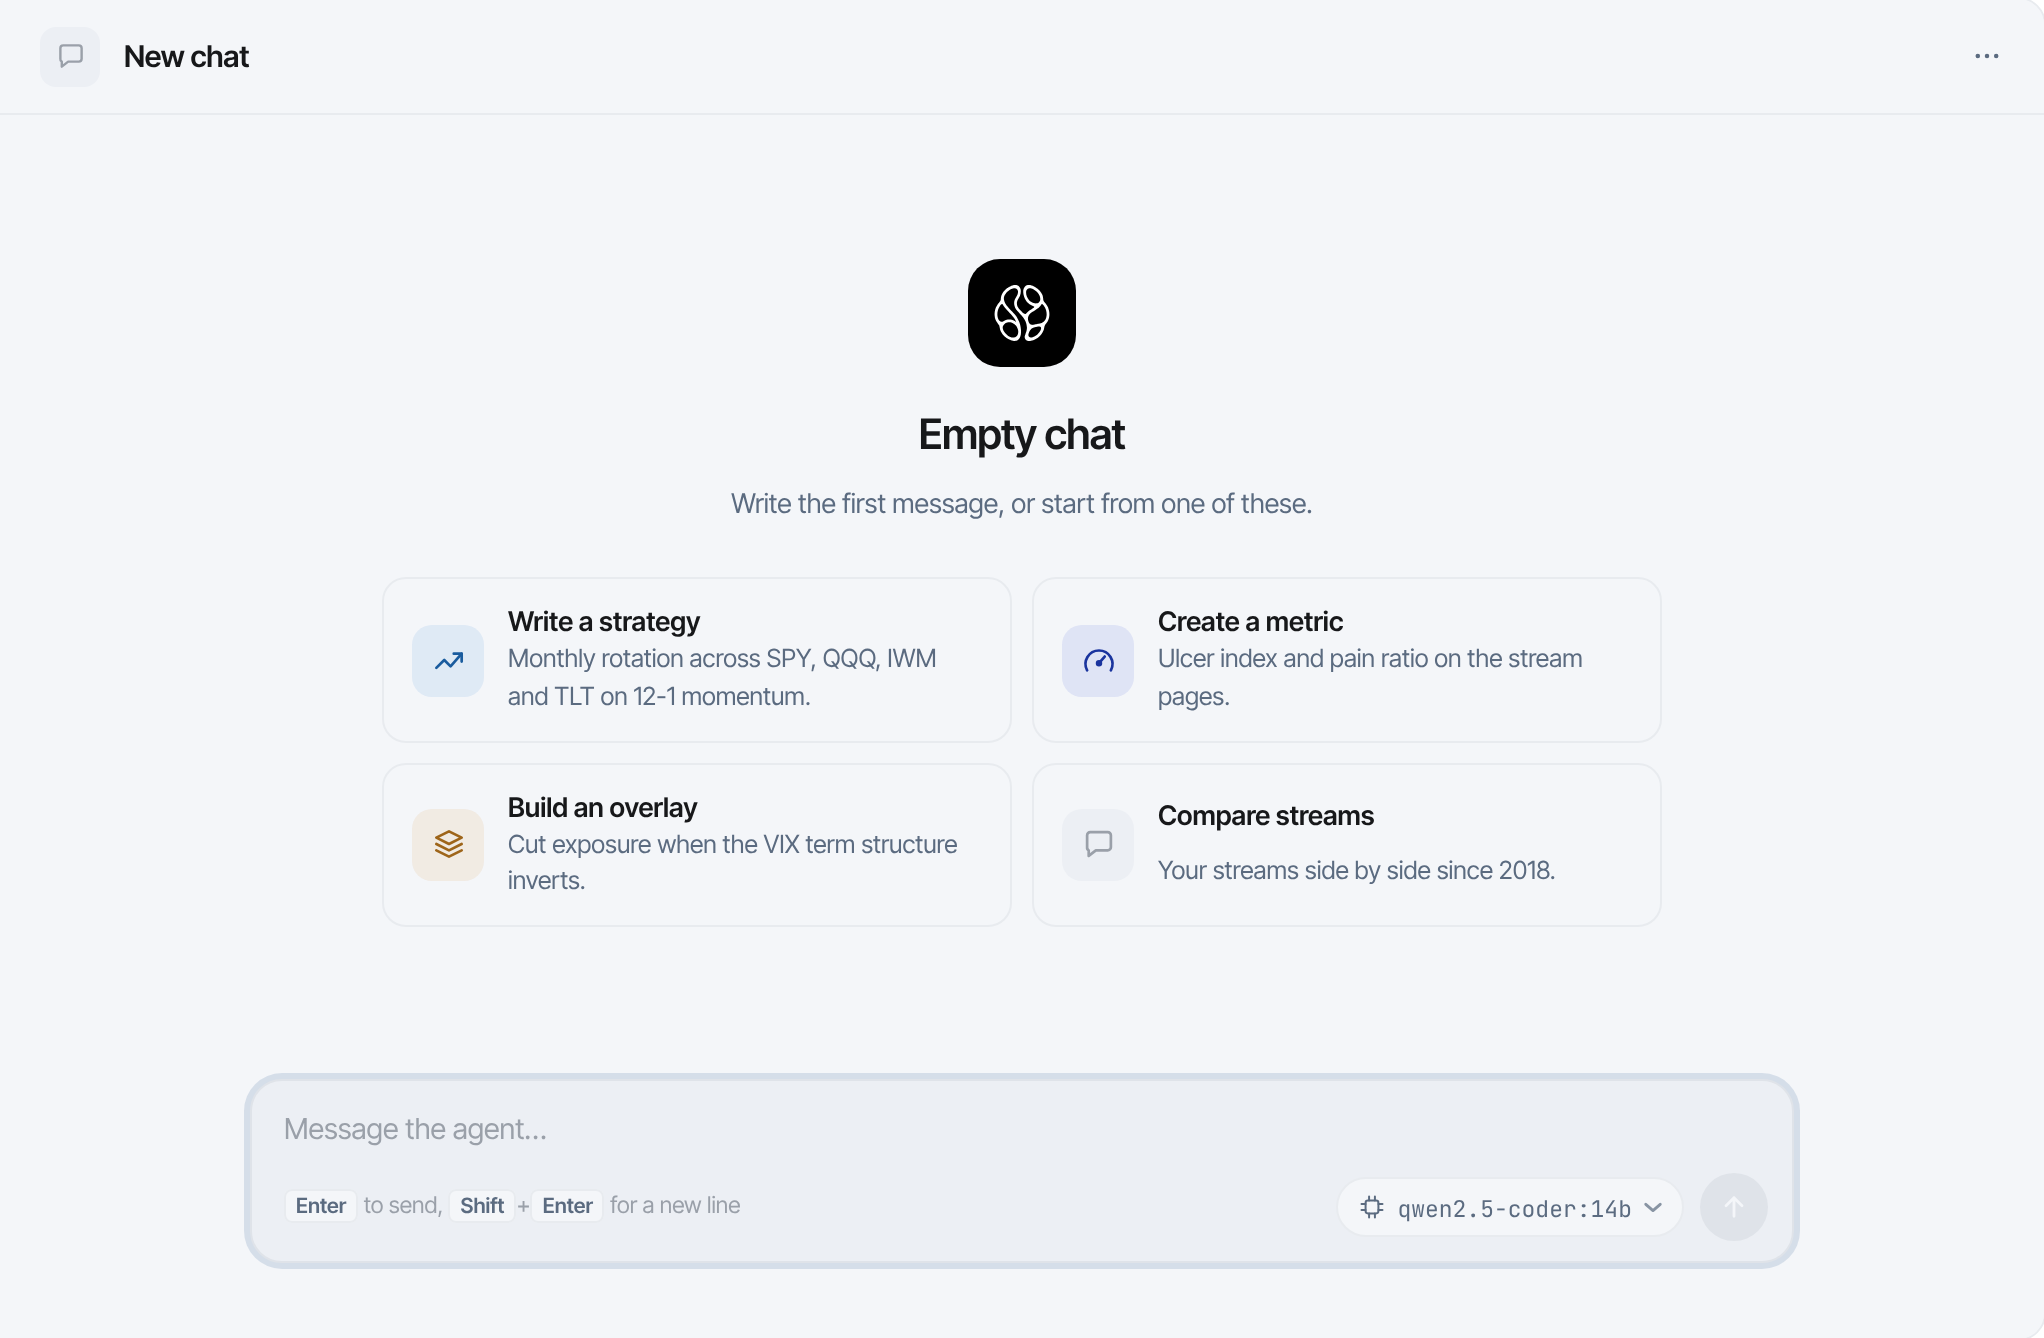 New chat
Empty chat
Write the first message, or start from one of these.
Write a strategy
Monthly rotation across SPY, QQQ, IWM
and TLT on 12-1 momentum.
Create a metric
Ulcer index and pain ratio on the stream
pages.
Build an overlay
Cut exposure when the VIX term structure
inverts.
Compare streams
Your streams side by side since 2018.
Message the agent...
Enter to send, Shift + Enter for a new line
qwen2.5-coder:14b